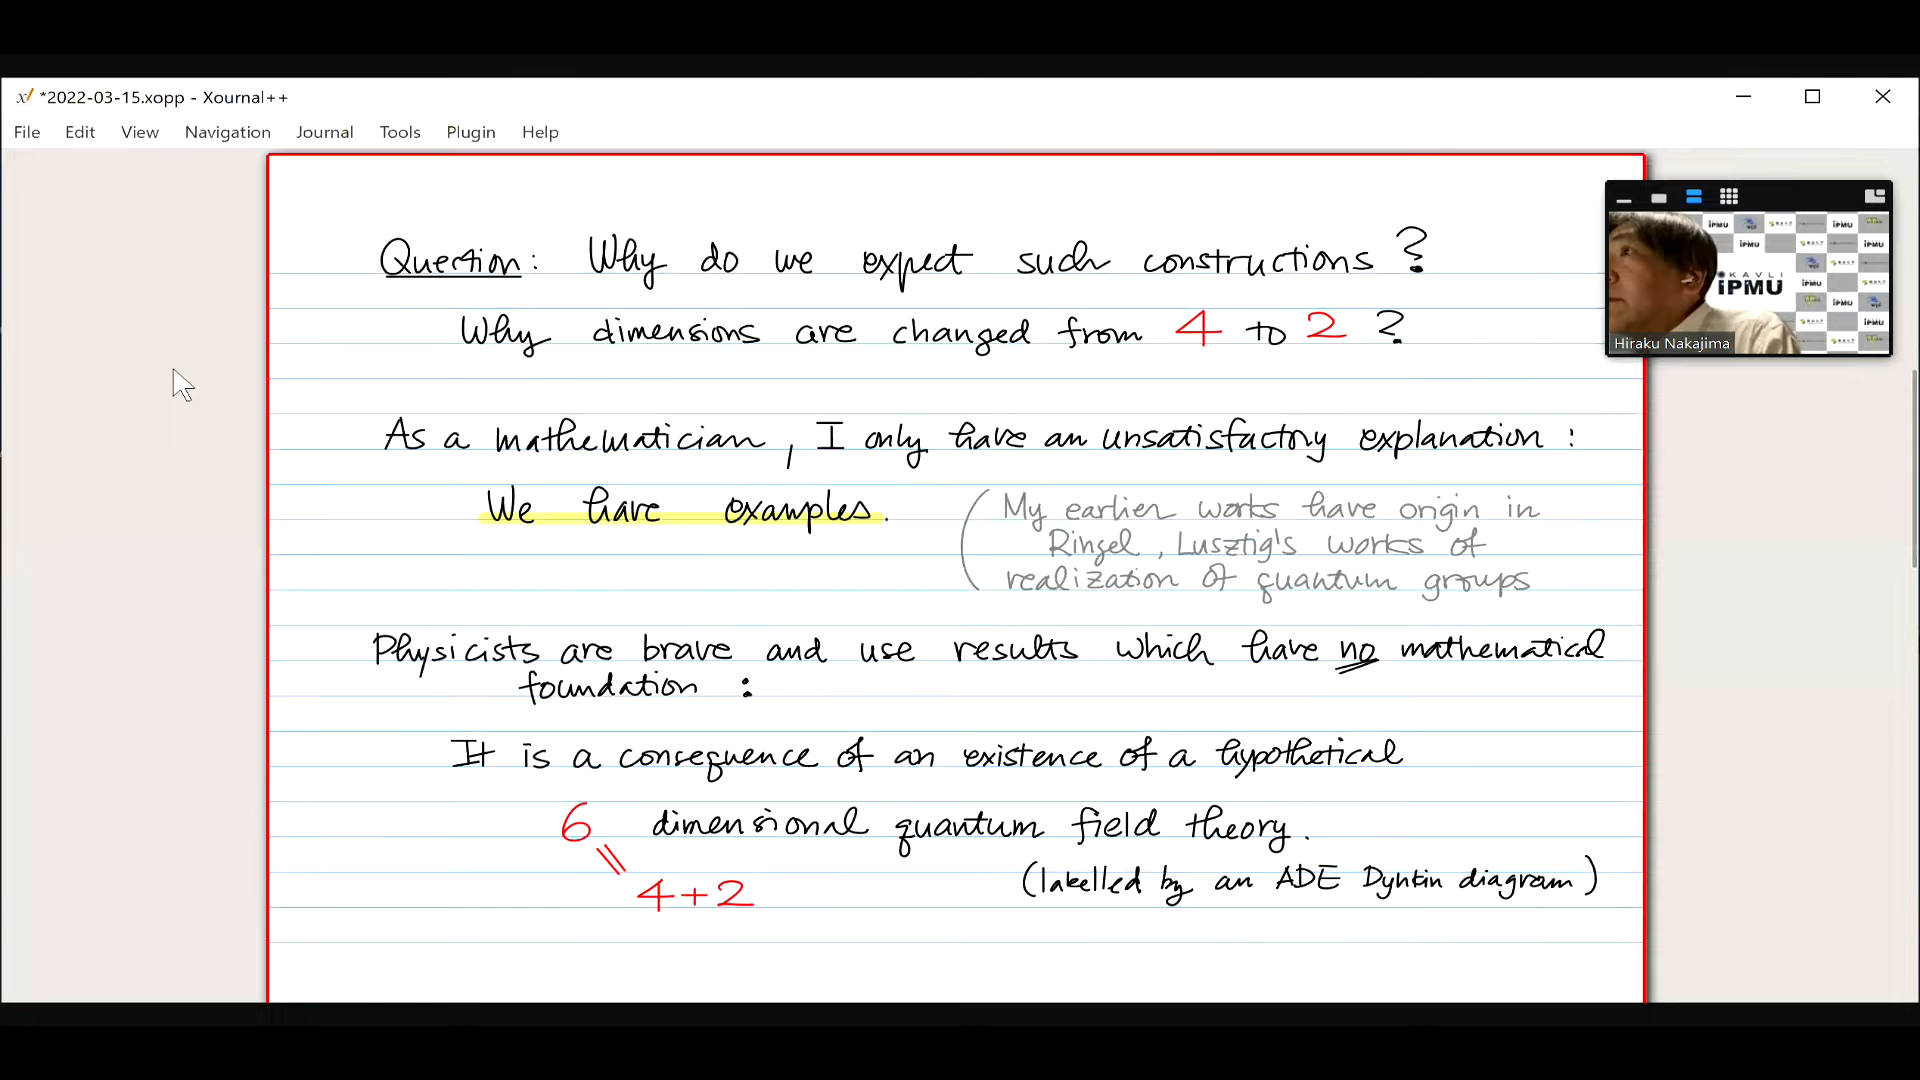 *2022-03-15.xopp - Xournal++
File Edit View Navigation Journal Tools Plugin Help
Question: Why do we expect such constructions?
Why dimensions are changed from 4 to 2?
As a mathematician, I only have an unsatisfactory explanation:
We have examples.
(My earlier works have origin in
Ringel, Lusztig's works of
realization of quantum groups
Physicists are brave and use results which have no mathematical
foundation:
It is a consequence of an existence of a hypothetical
6 dimensional quantum field theory.
= 4+2
(labelled by an ADE Dynkin diagram)
KAVLI
IPMU
Hiraku Nakajima